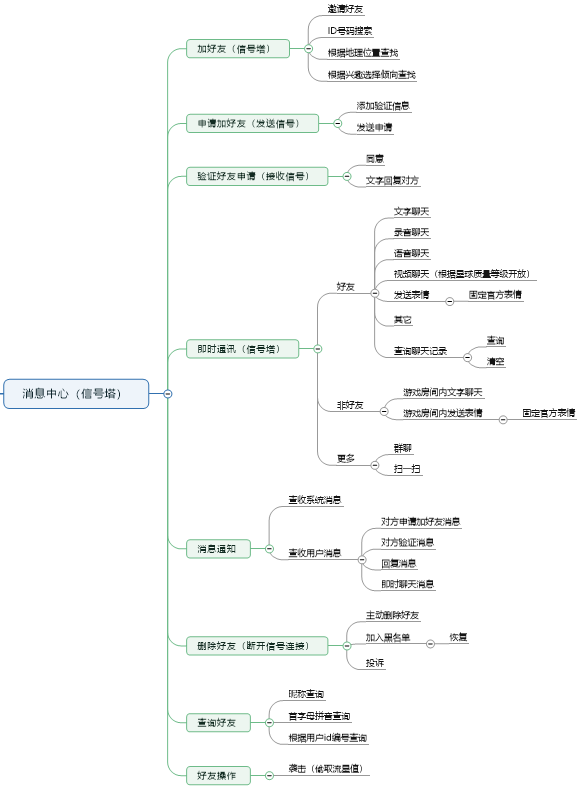 消息中心（信号塔）
加好友（信号塔）
邀请好友
ID号码搜索
根据地理位置查找
根据兴趣选择倾向查找
申请加好友（发送信号）
添加验证信息
发送申请
验证好友申请（接收信号）
同意
文字回复对方
即时通讯（信号塔）
好友
文字聊天
录音聊天
语音聊天
视频聊天（根据星球质量等级开放）
发送表情
固定官方表情
其它
查询聊天记录
查询
清空
非好友
游戏房间内文字聊天
游戏房间内发送表情
固定官方表情
更多
群聊
扫一扫
消息通知
查收系统消息
查收用户消息
对方申请加好友消息
对方验证消息
回复消息
即时聊天消息
删除好友（断开信号连接）
主动删除好友
加入黑名单
恢复
投诉
查询好友
昵称查询
首字母拼音查询
根据用户id编号查询
好友操作
袭击（偷取流星值）